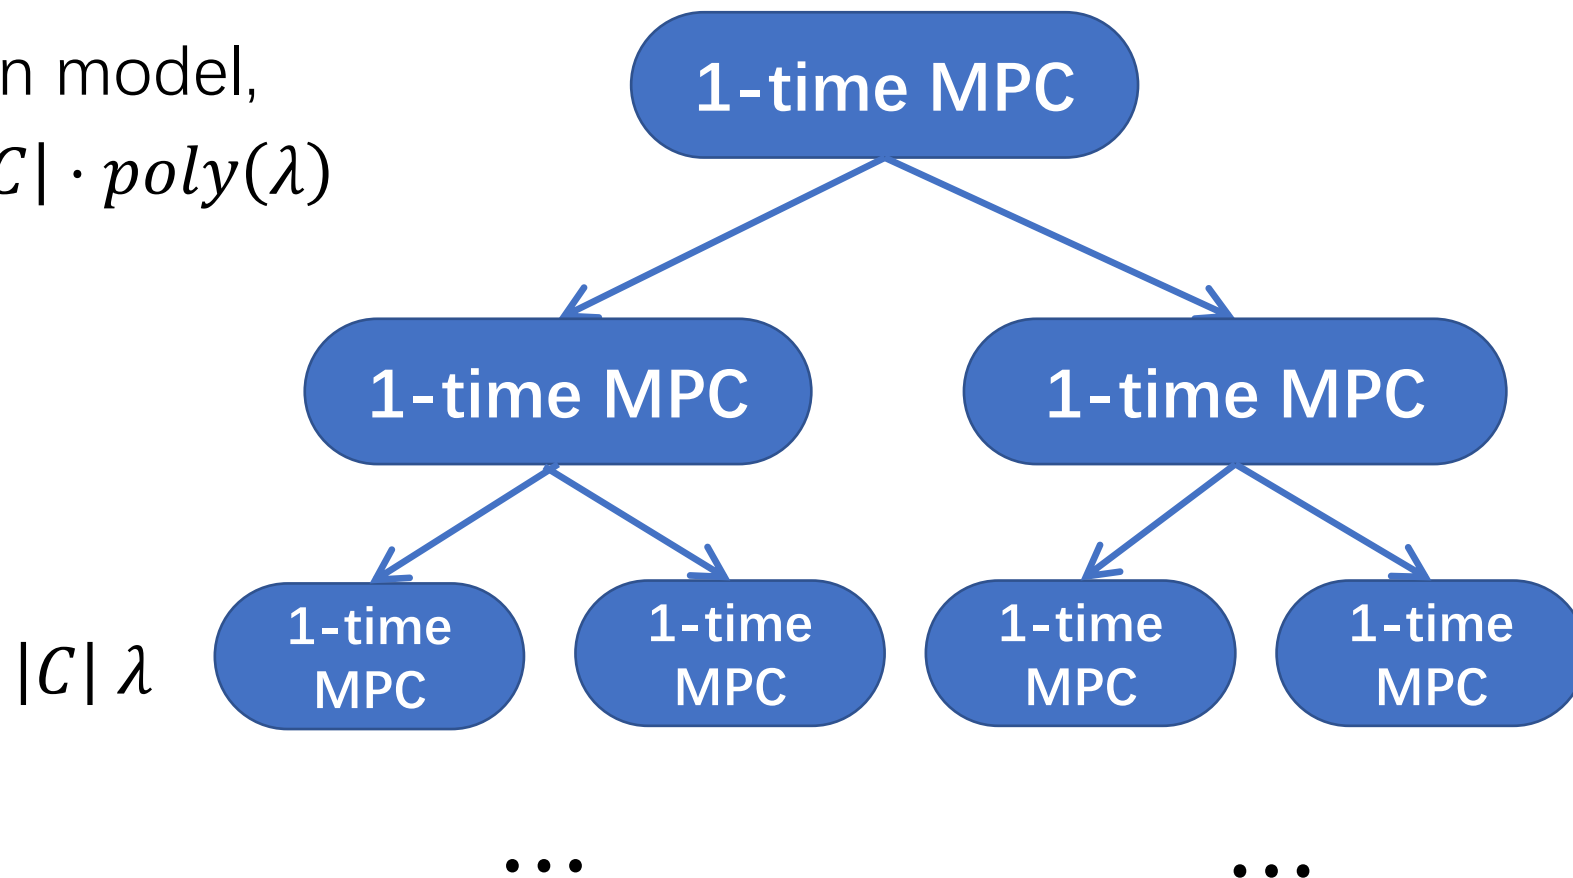 n model,
1-time MPC
C| · poly(λ)
1-time MPC
1-time MPC
|C| λ
1-time
MPC
1-time
MPC
1-time
MPC
1-time
MPC
...
...